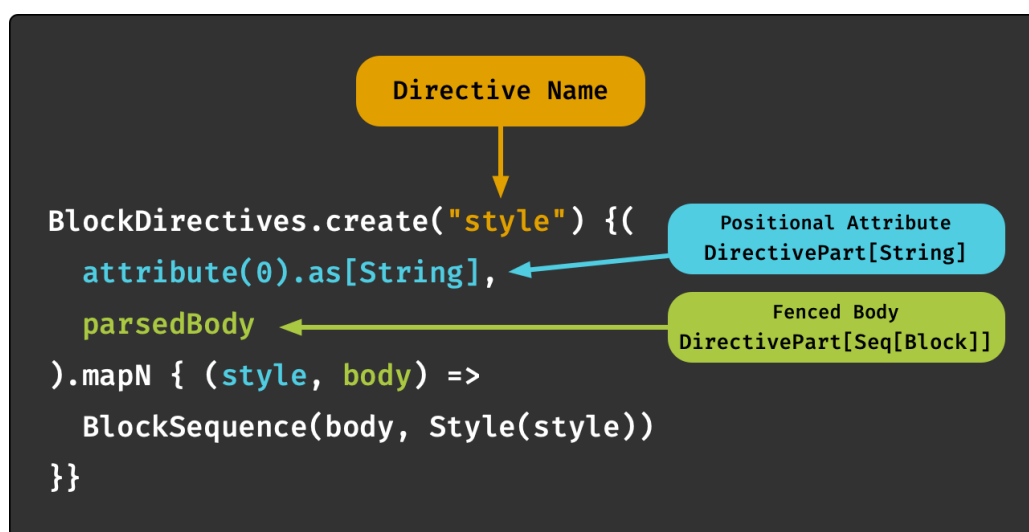 Directive Name
BlockDirectives.create("style") {(
Positional Attribute
DirectivePart[String]
attribute(0).as[String],
Fenced Body
DirectivePart[Seq[Block]]
parsedBody
).mapN { (style, body) =>
BlockSequence(body, Style(style))
}}